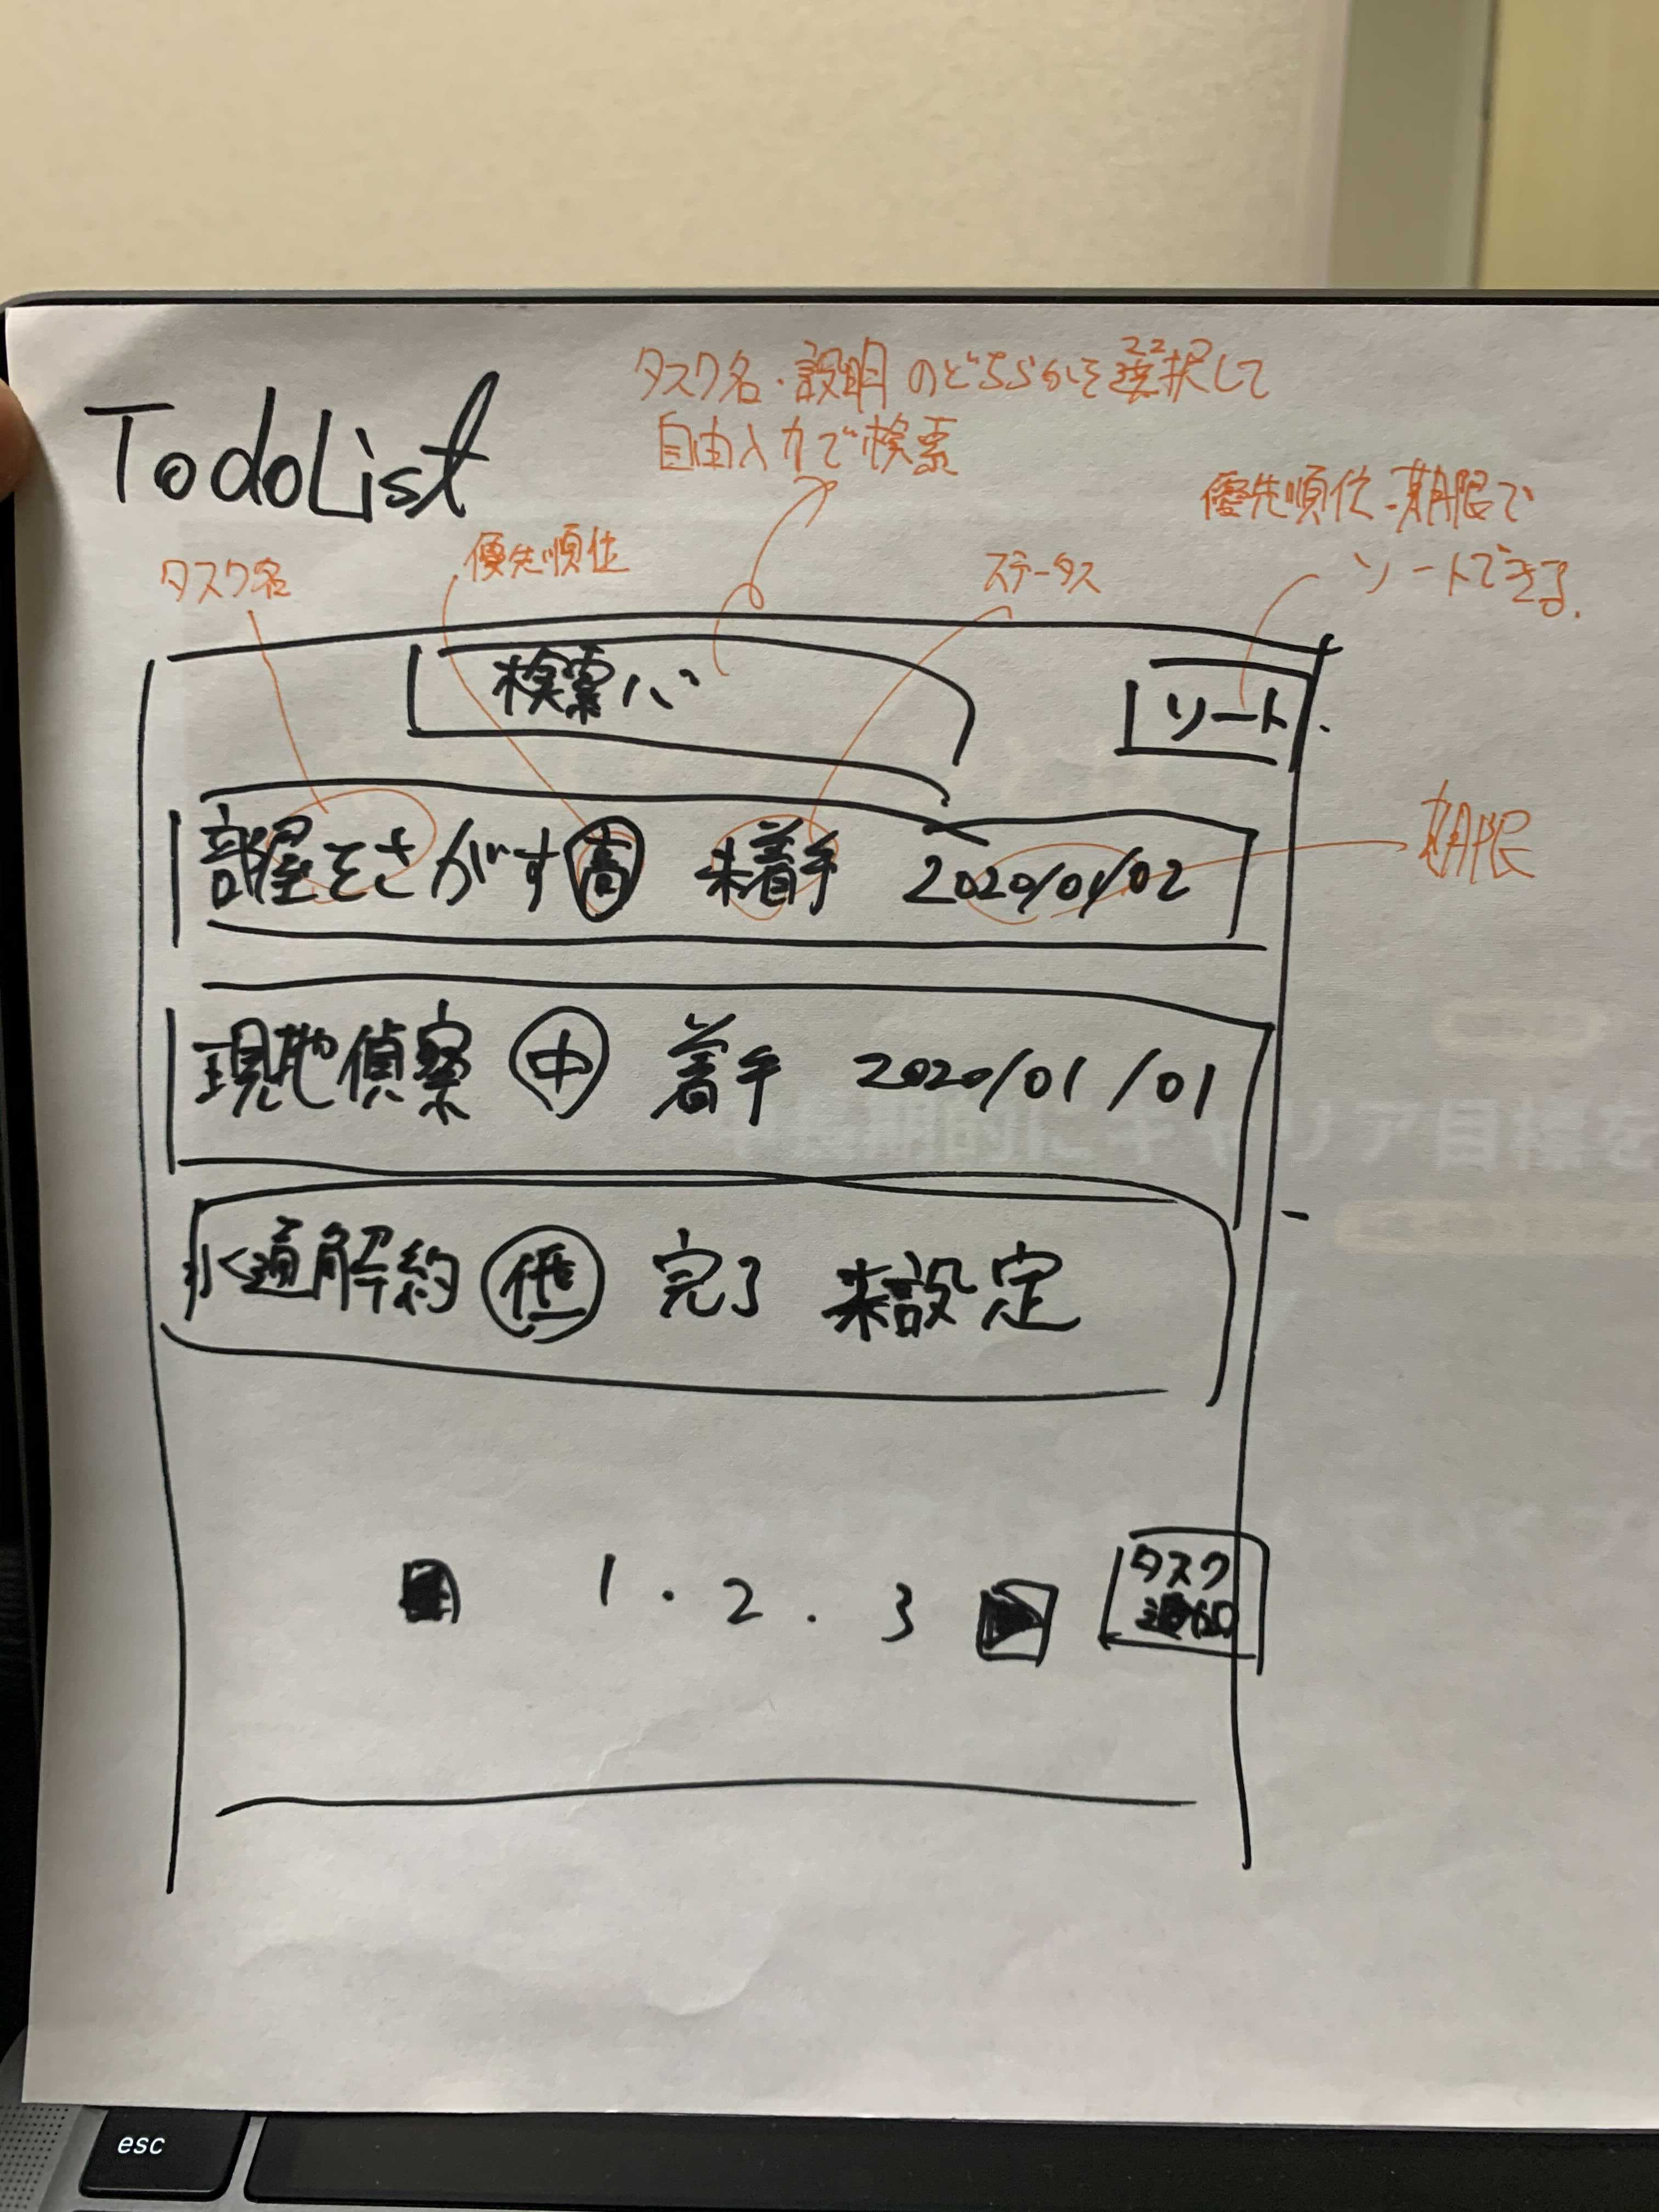 タスク名・説明のどちらかを選択して
自由入力で検索
TodoList
優先順位・期限で
ソートできる.
タスク名
優先順位
ステータス
検索バー
ソート
部屋をさがす 高 未着手 2020/01/02
期限
現地偵察 中 着手 2020/01/01
水道解約 低 完了 未設定
1・2・3
タスク
追加
esc